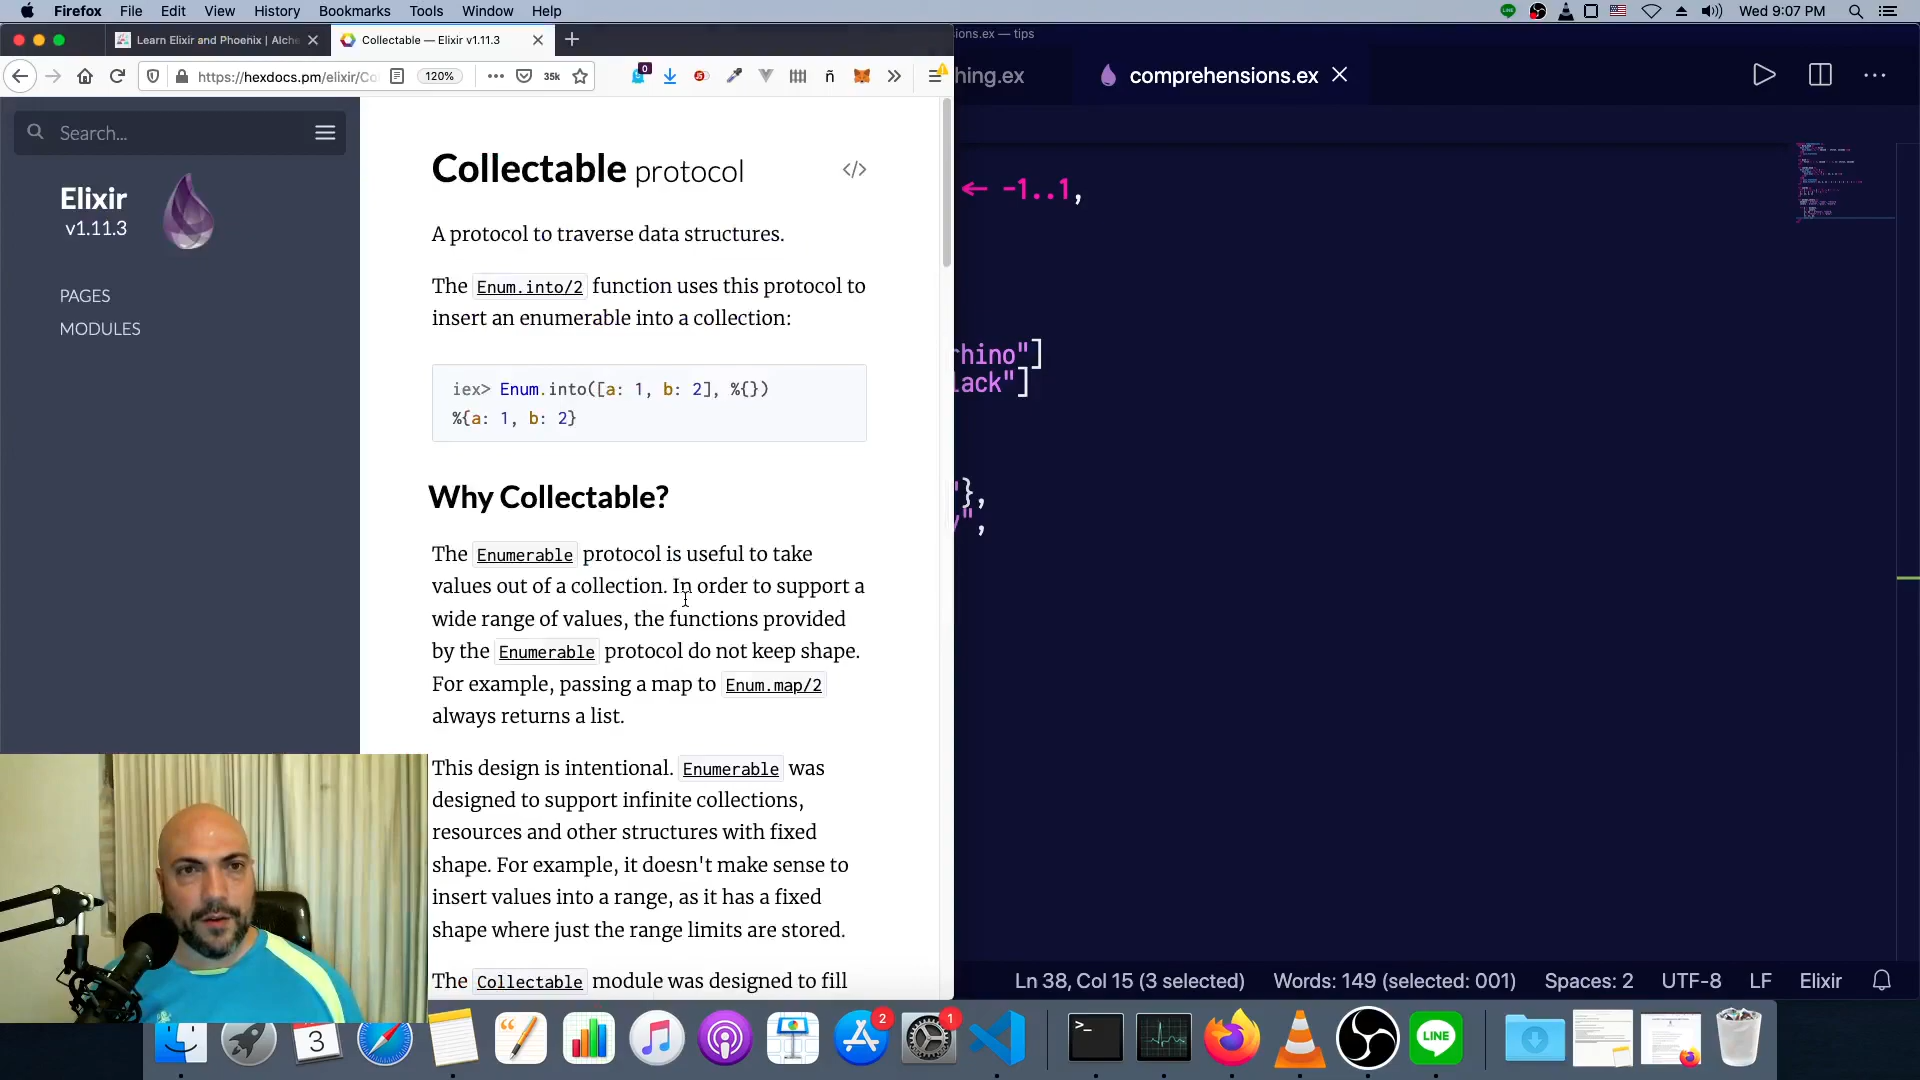 Firefox File Edit View History Bookmarks Tools Window Help
Wed 9:07 PM
Learn Elixir and Phoenix | Alche
Collectable — Elixir v1.11.3
ions.ex — tips
https://hexdocs.pm/elixir/Co
120%
35k
ñ
hing.ex
comprehensions.ex
Search...
Elixir
v1.11.3
PAGES
MODULES
Collectable protocol
</>
A protocol to traverse data structures.
The Enum.into/2 function uses this protocol to
insert an enumerable into a collection:
iex> Enum.into([a: 1, b: 2], %{})
%{a: 1, b: 2}
Why Collectable?
The Enumerable protocol is useful to take
values out of a collection. In order to support a
wide range of values, the functions provided
by the Enumerable protocol do not keep shape.
For example, passing a map to Enum.map/2
always returns a list.
This design is intentional. Enumerable was
designed to support infinite collections,
resources and other structures with fixed
shape. For example, it doesn't make sense to
insert values into a range, as it has a fixed
shape where just the range limits are stored.
The Collectable module was designed to fill
← -1..1,
hino"]
lack"]
"},
y",
Ln 38, Col 15 (3 selected) Words: 149 (selected: 001) Spaces: 2 UTF-8 LF Elixir
3
2
1
LINE